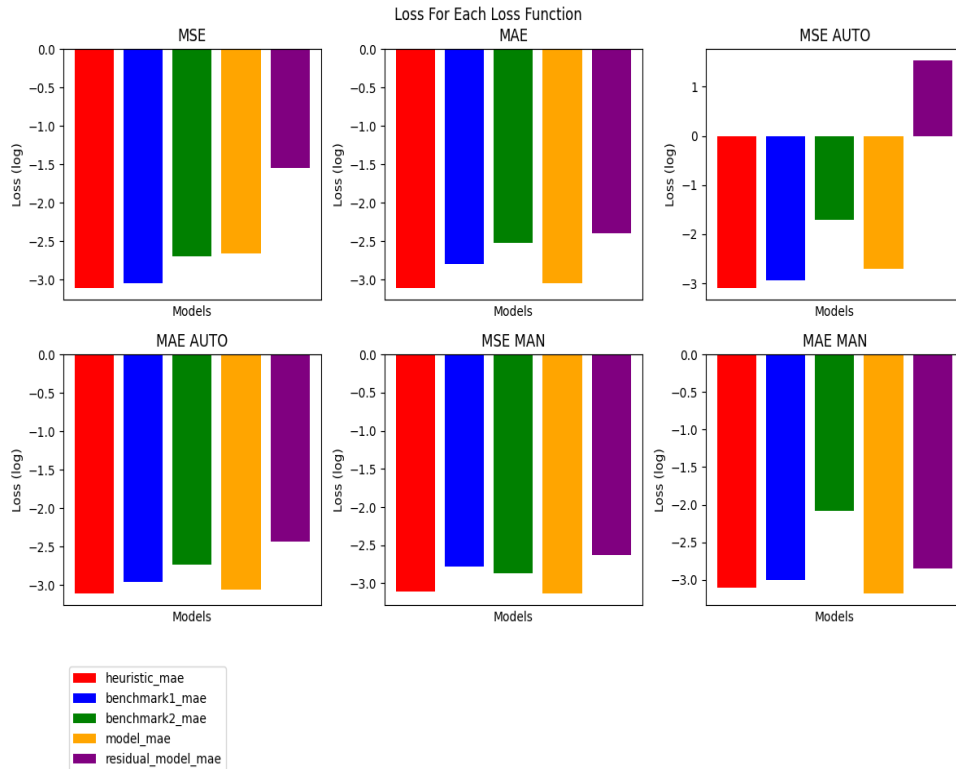 Loss For Each Loss Function
MSE
0.0
−0.5
−1.0
−1.5
−2.0
−2.5
−3.0
Loss (log)
Models
MAE
0.0
−0.5
−1.0
−1.5
−2.0
−2.5
−3.0
Loss (log)
Models
MSE AUTO
1
0
−1
−2
−3
Loss (log)
Models
MAE AUTO
0.0
−0.5
−1.0
−1.5
−2.0
−2.5
−3.0
Loss (log)
Models
MSE MAN
0.0
−0.5
−1.0
−1.5
−2.0
−2.5
−3.0
Loss (log)
Models
MAE MAN
0.0
−0.5
−1.0
−1.5
−2.0
−2.5
−3.0
Loss (log)
Models
heuristic_mae
benchmark1_mae
benchmark2_mae
model_mae
residual_model_mae